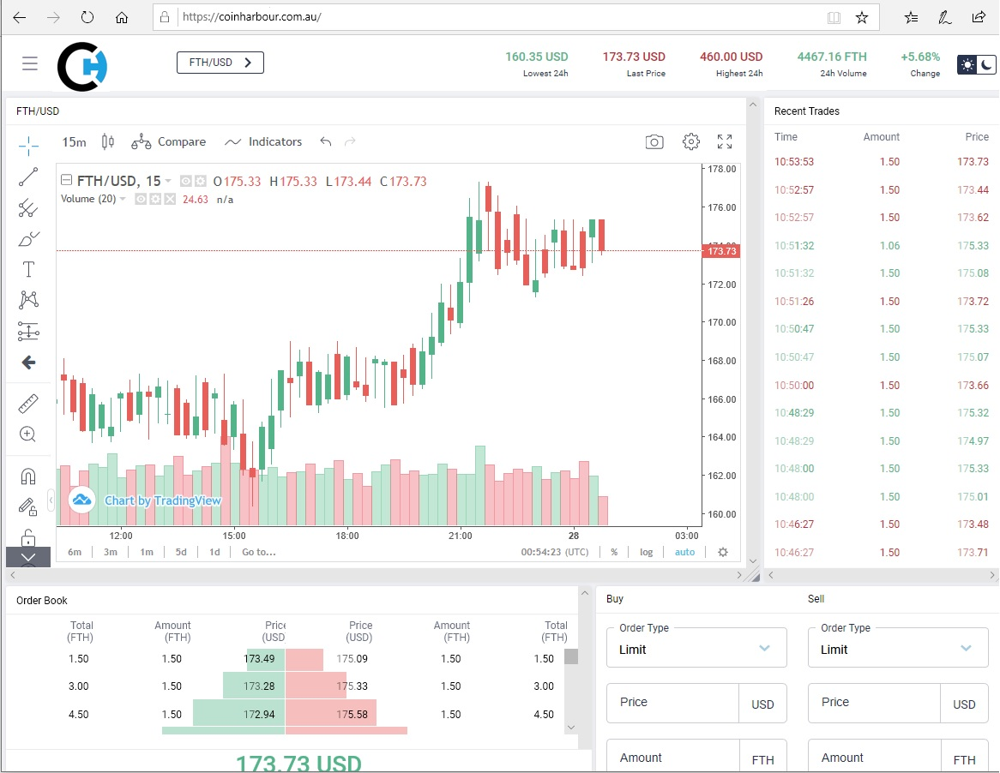 https://coinharbour.com.au/
FTH/USD
160.35 USD 173.73 USD 460.00 USD 4467.16 FTH +5.68%
Lowest 24h Last Price Highest 24h 24h Volume Change
FTH/USD
15m Compare Indicators
FTH/USD, 15 O175.33 H175.33 L173.44 C173.73
Volume (20) 24.63 n/a
178.00
176.00
173.73
172.00
170.00
168.00
166.00
164.00
162.00
160.00
Chart by TradingView
12:00 15:00 18:00 21:00 28 03:00
6m 3m 1m 5d 1d Go to... 00:54:23 (UTC) % log auto
Recent Trades
Time Amount Price
10:53:53 1.50 173.73
10:52:57 1.50 173.44
10:52:57 1.50 173.62
10:51:32 1.06 175.33
10:51:32 1.50 175.08
10:51:26 1.50 173.72
10:50:47 1.50 175.33
10:50:47 1.50 175.07
10:50:00 1.50 173.66
10:48:29 1.50 175.32
10:48:29 1.50 174.97
10:48:00 1.50 175.33
10:48:00 1.50 175.01
10:46:27 1.50 173.48
10:46:27 1.50 173.71
Order Book
Total Amount Price Price Amount Total
(FTH) (FTH) (USD (USD) (FTH) (FTH)
1.50 1.50 173.49 175.09 1.50 1.50
3.00 1.50 173.28 175.33 1.50 3.00
4.50 1.50 172.94 175.58 1.50 4.50
173.73 USD
Buy Sell
Order Type Order Type
Limit Limit
Price USD Price USD
Amount FTH Amount FTH